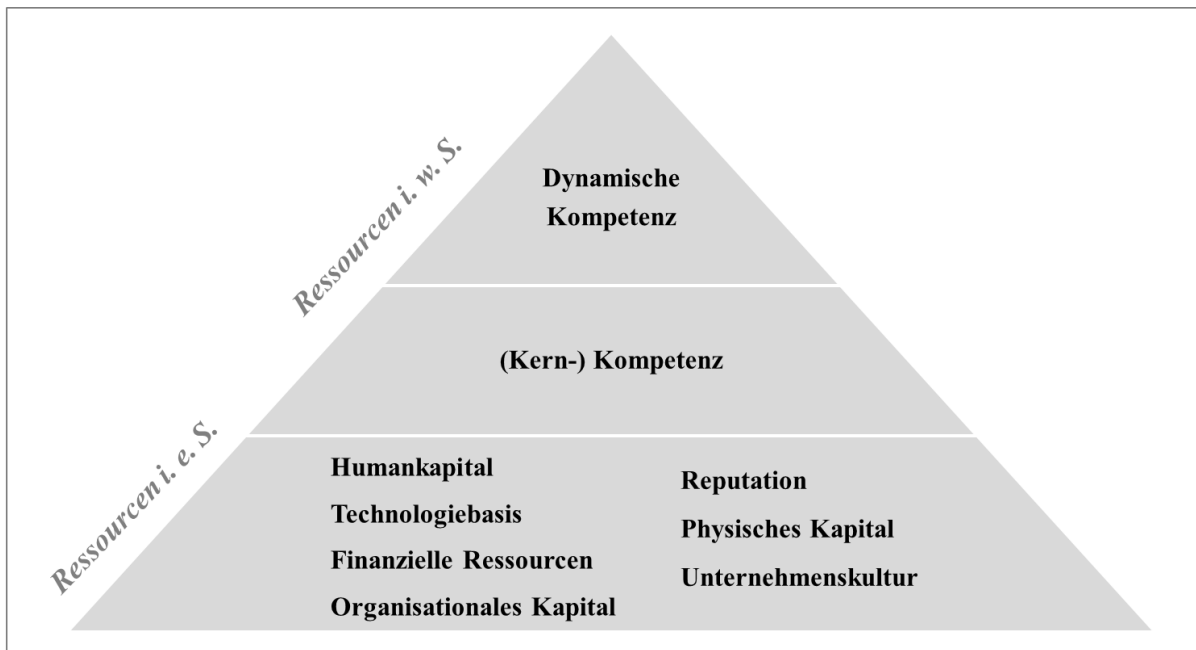 Ressourcen i. w. S.
Dynamische
Kompetenz
(Kern-) Kompetenz
Ressourcen i. e. S.
Humankapital
Technologiebasis
Finanzielle Ressourcen
Organisationales Kapital
Reputation
Physisches Kapital
Unternehmenskultur